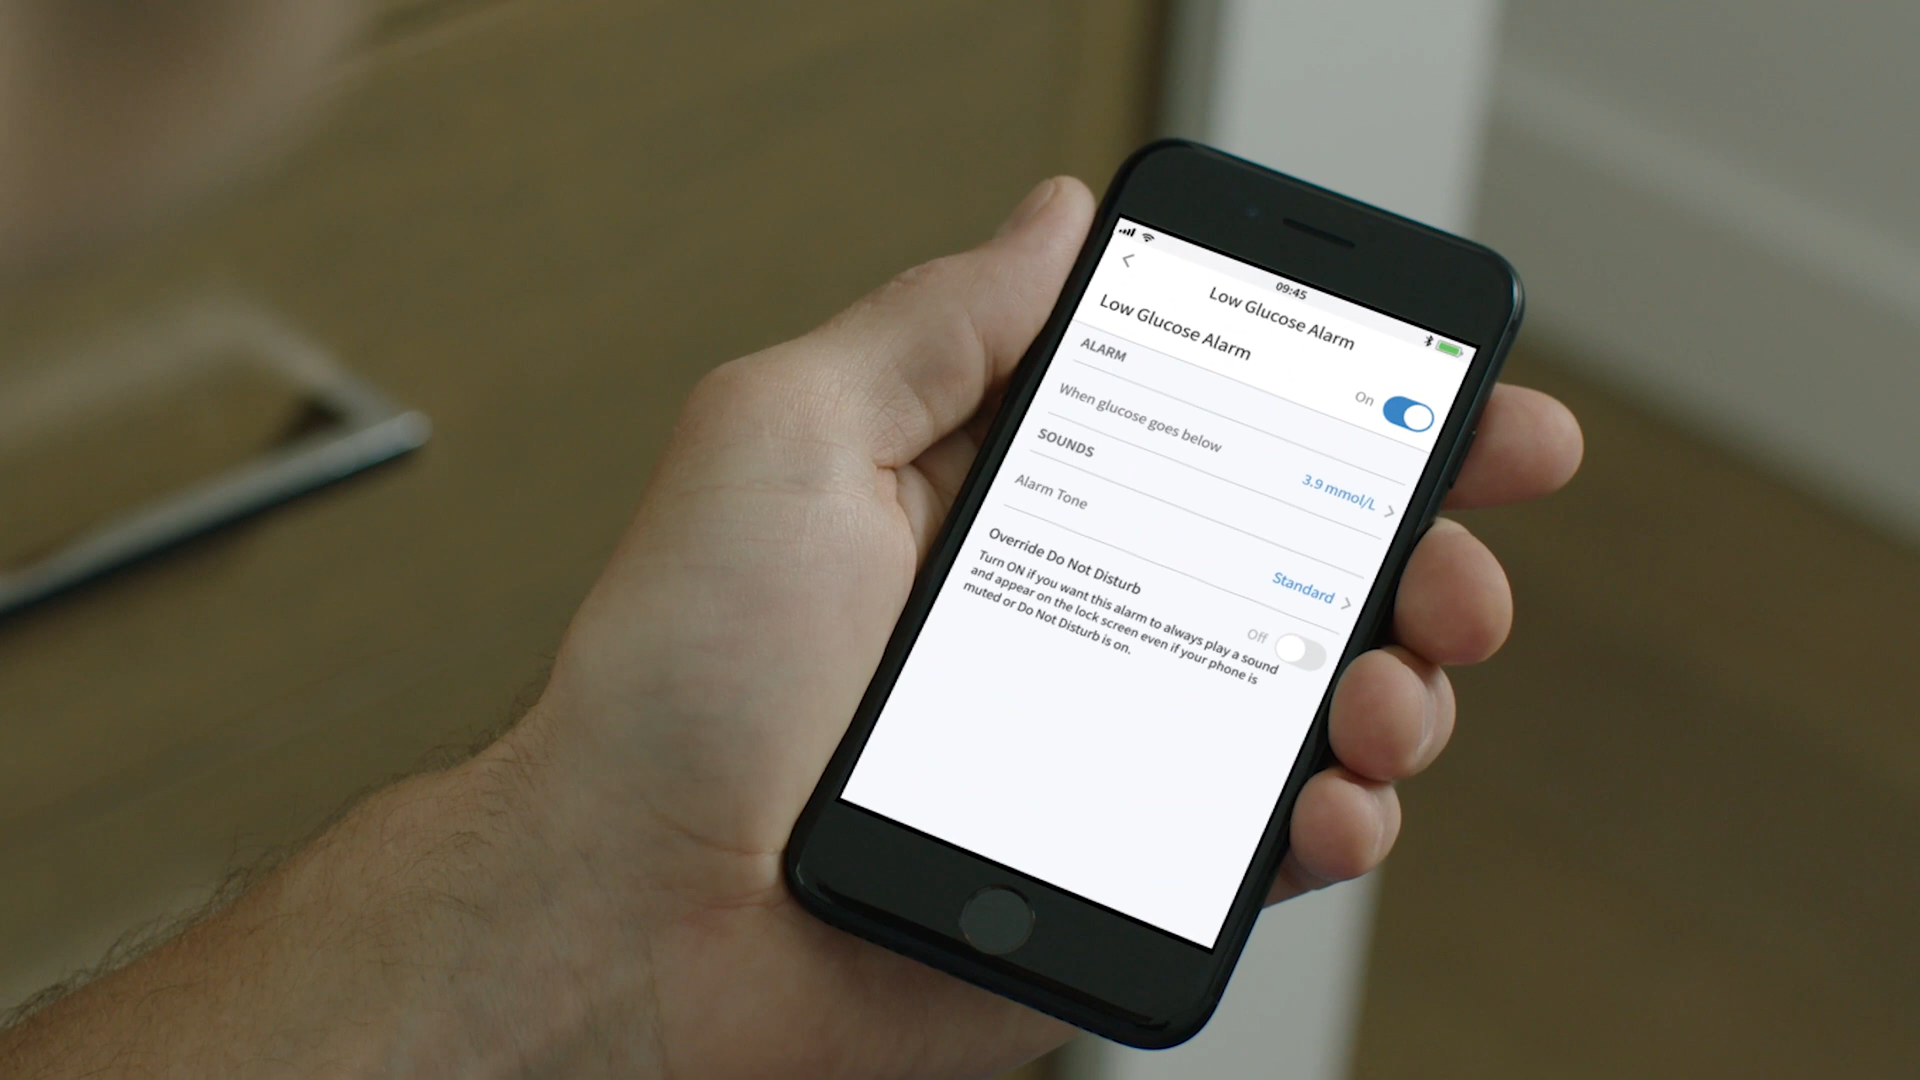 09:45
Low Glucose Alarm
Low Glucose Alarm
On
ALARM
When glucose goes below
3.9 mmol/L
SOUNDS
Alarm Tone
Standard
Override Do Not Disturb
Off
Turn ON if you want this alarm to always play a sound
and appear on the lock screen even if your phone is
muted or Do Not Disturb is on.